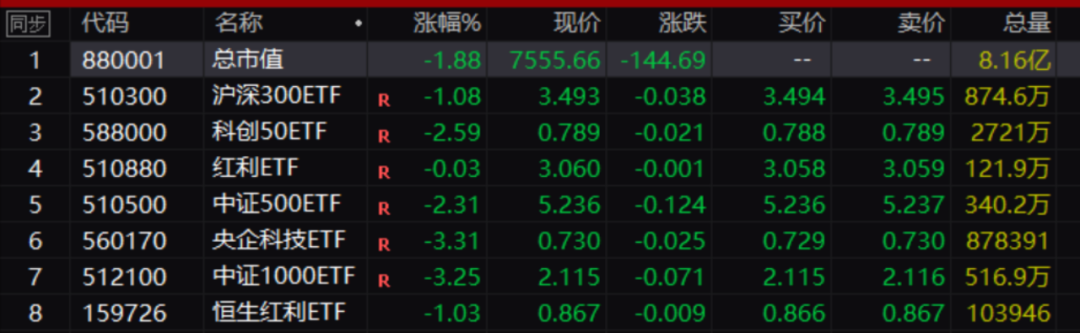 同步 代码 名称 • 涨幅% 现价 涨跌 买价 卖价 总量
1 880001 总市值 -1.88 7555.66 -144.69 -- -- 8.16亿
2 510300 沪深300ETF R -1.08 3.493 -0.038 3.494 3.495 874.6万
3 588000 科创50ETF R -2.59 0.789 -0.021 0.788 0.789 2721万
4 510880 红利ETF R -0.03 3.060 -0.001 3.058 3.059 121.9万
5 510500 中证500ETF R -2.31 5.236 -0.124 5.236 5.237 340.2万
6 560170 央企科技ETF R -3.31 0.730 -0.025 0.729 0.730 878391
7 512100 中证1000ETF R -3.25 2.115 -0.071 2.115 2.116 516.9万
8 159726 恒生红利ETF -1.03 0.867 -0.009 0.866 0.867 103946